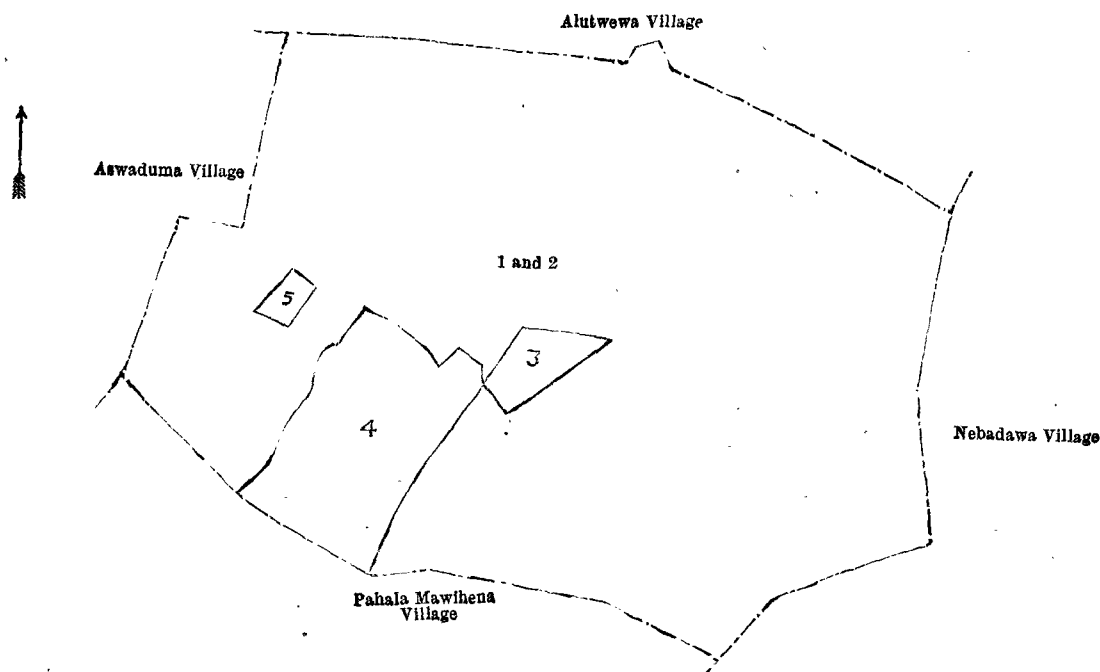 Alutwewa Village
Aswaduma Village
1 and 2
5
3
4
Nebadawa Village
Pahala Mawihena
Village